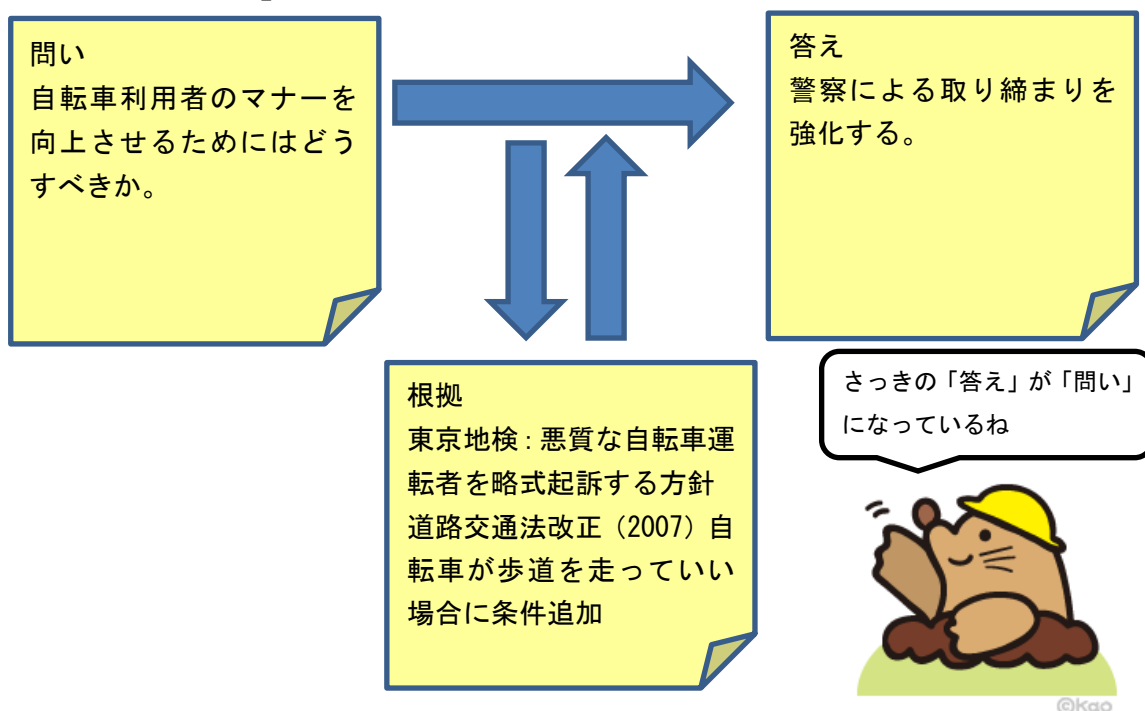 問い
自転車利用者のマナーを
向上させるためにはどう
すべきか。
答え
警察による取り締まりを
強化する。
根拠
東京地検：悪質な自転車運
転者を略式起訴する方針
道路交通法改正（2007）自
転車が歩道を走っていい
場合に条件追加
さっきの「答え」が「問い」
になっているね
©Kao